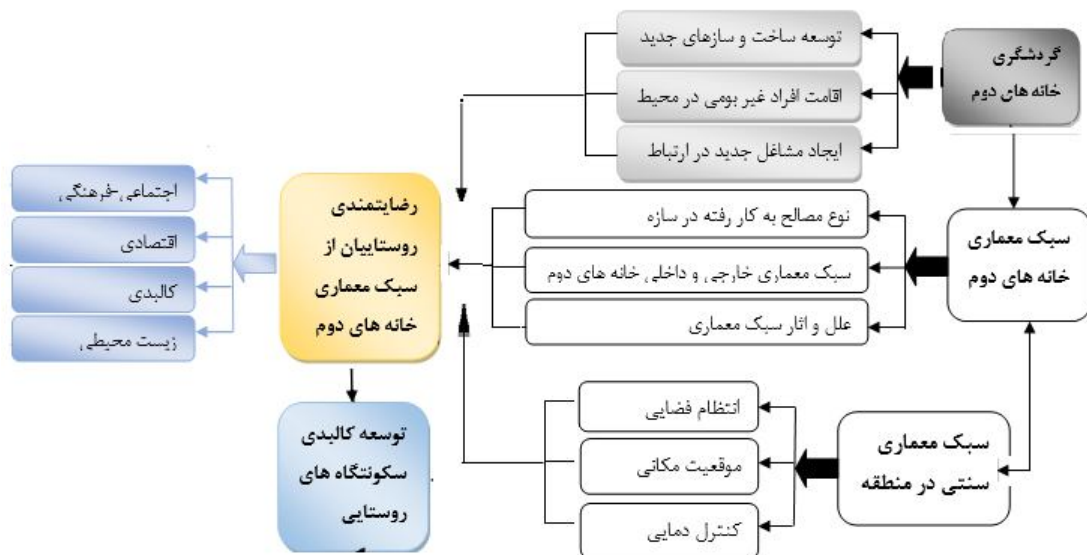 گردشگری
خانه های دوم
توسعه ساخت و سازهای جدید
اقامت افراد غیر بومی در محیط
ایجاد مشاغل جدید در ارتباط
سبک معماری
خانه های دوم
نوع مصالح به کار رفته در سازه
سبک معماری خارجی و داخلی خانه های دوم
علل و اثار سبک معماری
سبک معماری
سنتی در منطقه
انتظام فضایی
موقعیت مکانی
کنترل دمایی
رضایتمندی
روستاییان از
سبک معماری
خانه های دوم
اجتماعی-فرهنگی
اقتصادی
کالبدی
زیست محیطی
توسعه کالبدی
سکونتگاه های
روستایی